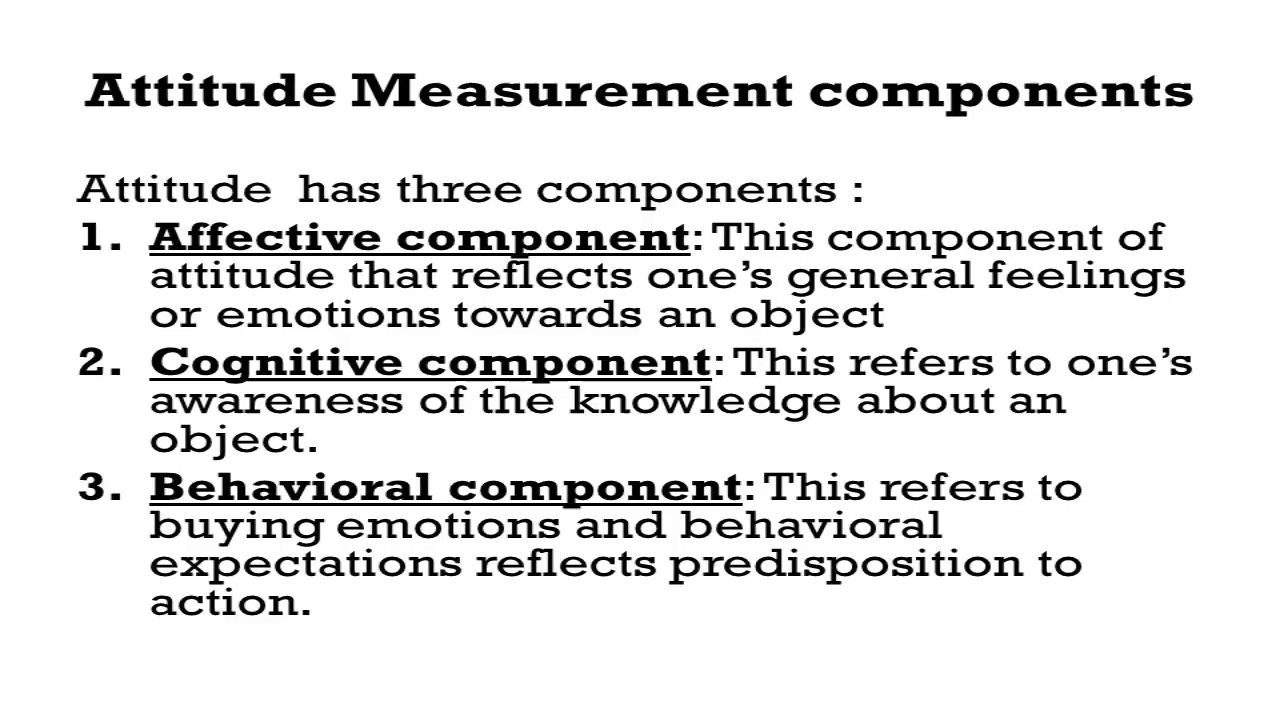 Attitude Measurement components
Attitude has three components :
1. Affective component: This component of
attitude that reflects one’s general feelings
or emotions towards an object
2. Cognitive component: This refers to one’s
awareness of the knowledge about an
object.
3. Behavioral component: This refers to
buying emotions and behavioral
expectations reflects predisposition to
action.